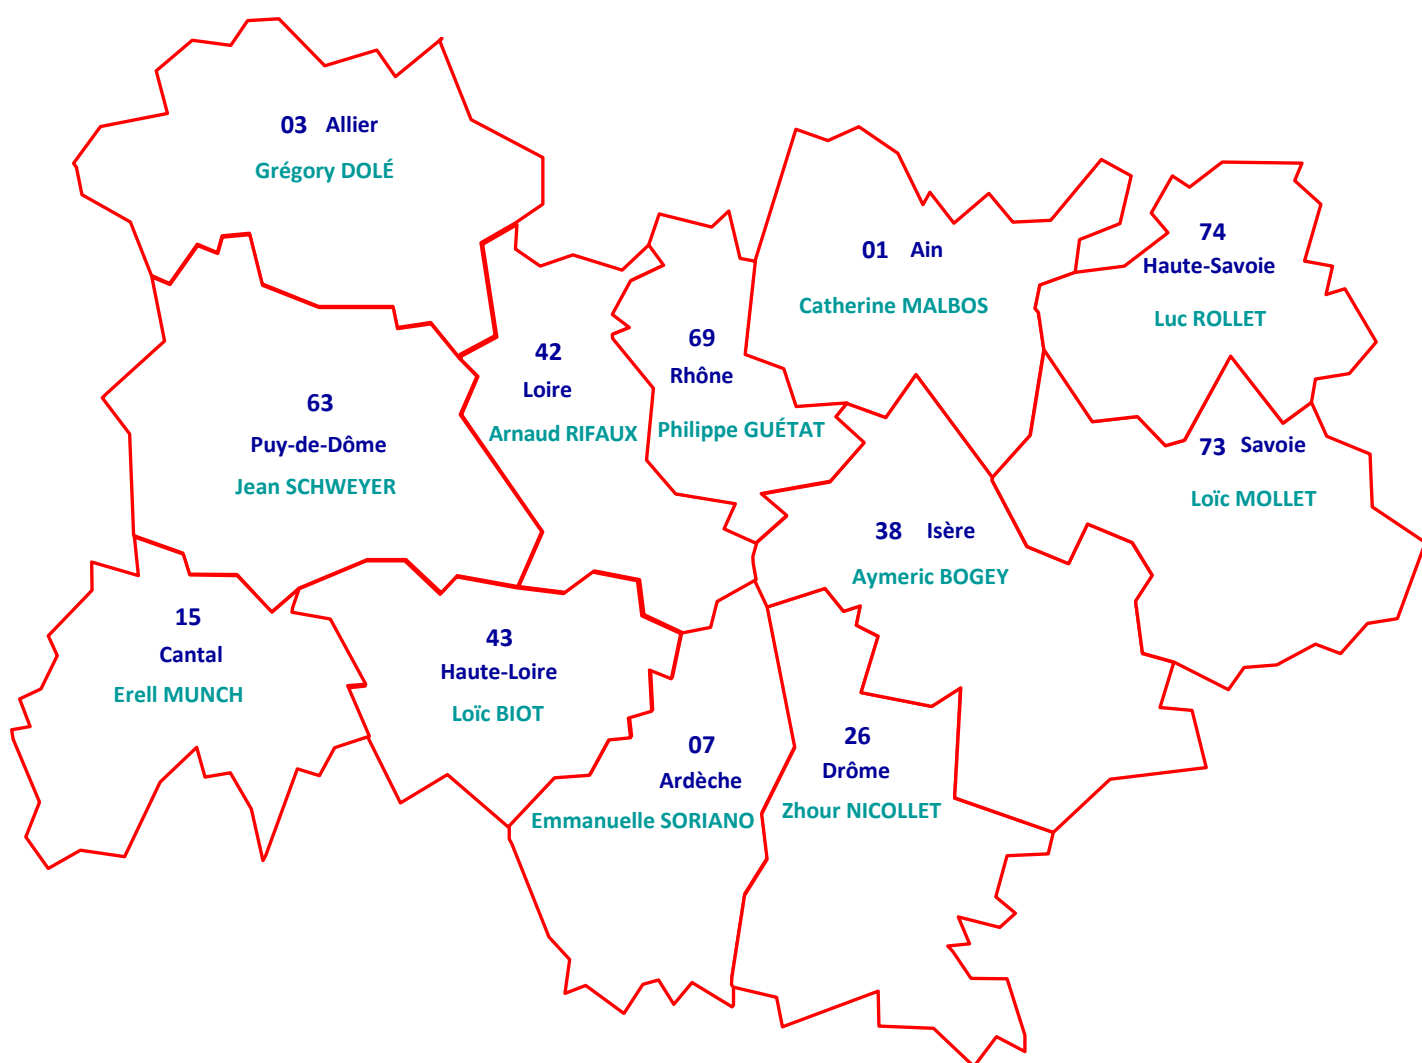 03 Allier
Grégory DOLÉ
01 Ain
Catherine MALBOS
74
Haute-Savoie
Luc ROLLET
42
Loire
Arnaud RIFAUX
69
Rhône
Philippe GUÉTAT
63
Puy-de-Dôme
Jean SCHWEYER
73 Savoie
Loïc MOLLET
38 Isère
Aymeric BOGEY
15
Cantal
Erell MUNCH
43
Haute-Loire
Loïc BIOT
07
Ardèche
Emmanuelle SORIANO
26
Drôme
Zhour NICOLLET